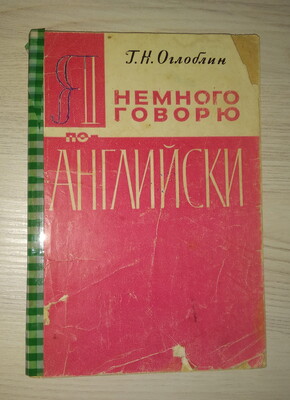 Г. Н. Оглоблин
Я НЕМНОГО
ГОВОРЮ
ПО-
АНГЛИЙСКИ